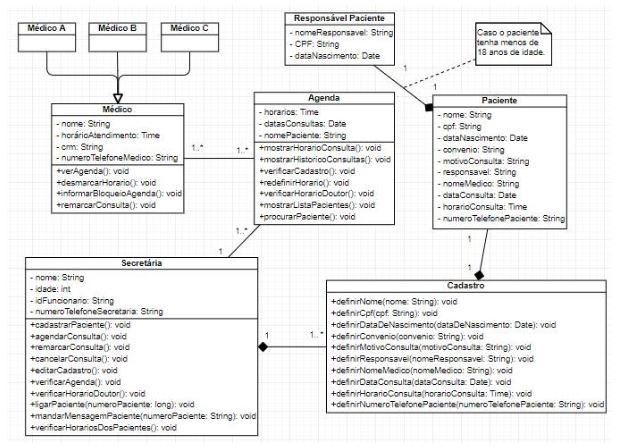 Médico A
Médico B
Médico C
Responsável Paciente
- nomeResponsavel: String
- CPF: String
- dataNascimento: Date
Caso o paciente
tenha menos de
18 anos de idade.
1
1
Médico
- nome: String
- horárioAtendimento: Time
- crm: String
- numeroTelefoneMedico: String
+verAgenda(): void
+desmarcarHorario(): void
+informarBloqueioAgenda(): void
+remarcarConsulta(): void
1..*
1..*
Agenda
- horarios: Time
- datasConsultas: Date
- nomePaciente: String
+mostrarHorarioConsulta(): void
+mostrarHistoricoConsultas(): void
+verificarCadastro(): void
+redefinirHorario(): void
+verificarHorarioDoutor(): void
+mostrarListaPacientes(): void
+procurarPaciente(): void
Paciente
- nome: String
- cpf: String
- dataNascimento: Date
- convenio: String
- motivoConsulta: String
- responsavel: String
- nomeMedico: String
- dataConsulta: Date
- horarioConsulta: Time
- numeroTelefonePaciente: String
1..*
1
1
1
Secretária
- nome: String
- idade: int
- idFuncionario: int
- numeroTelefoneSecretaria: String
+cadastrarPaciente(): void
+agendarConsulta(): void
+remarcarConsulta(): void
+cancelarConsulta(): void
+editarCadastro(): void
+verificarAgenda(): void
+verificarHorarioDoutor(): void
+ligarPaciente(numeroPaciente: long): void
+mandarMensagemPaciente(numeroPaciente: String): void
+verificarHorariosDosPacientes(): void
1
1..*
Cadastro
+definirNome(nome: String): void
+definirCpf(cpf: String): void
+definirDataDeNascimento(dataDeNascimento: Date): void
+definirConvenio(convenio: String): void
+definirMotivoConsulta(motivoConsulta: String): void
+definirResponsavel(nomeResponsavel: String): void
+definirNomeMedico(nomeMedico: String): void
+definirDataConsulta(dataConsulta: Date): void
+definirHorarioConsulta(horarioConsulta: Time): void
+definirNumeroTelefonePaciente(numeroTelefonePaciente: String): void